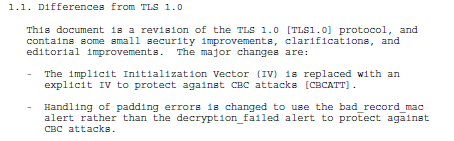 1.1. Differences from TLS 1.0
This document is a revision of the TLS 1.0 [TLS1.0] protocol, and
contains some small security improvements, clarifications, and
editorial improvements. The major changes are:
- The implicit Initialization Vector (IV) is replaced with an
explicit IV to protect against CBC attacks [CBCATT].
- Handling of padding errors is changed to use the bad_record_mac
alert rather than the decryption_failed alert to protect against
CBC attacks.